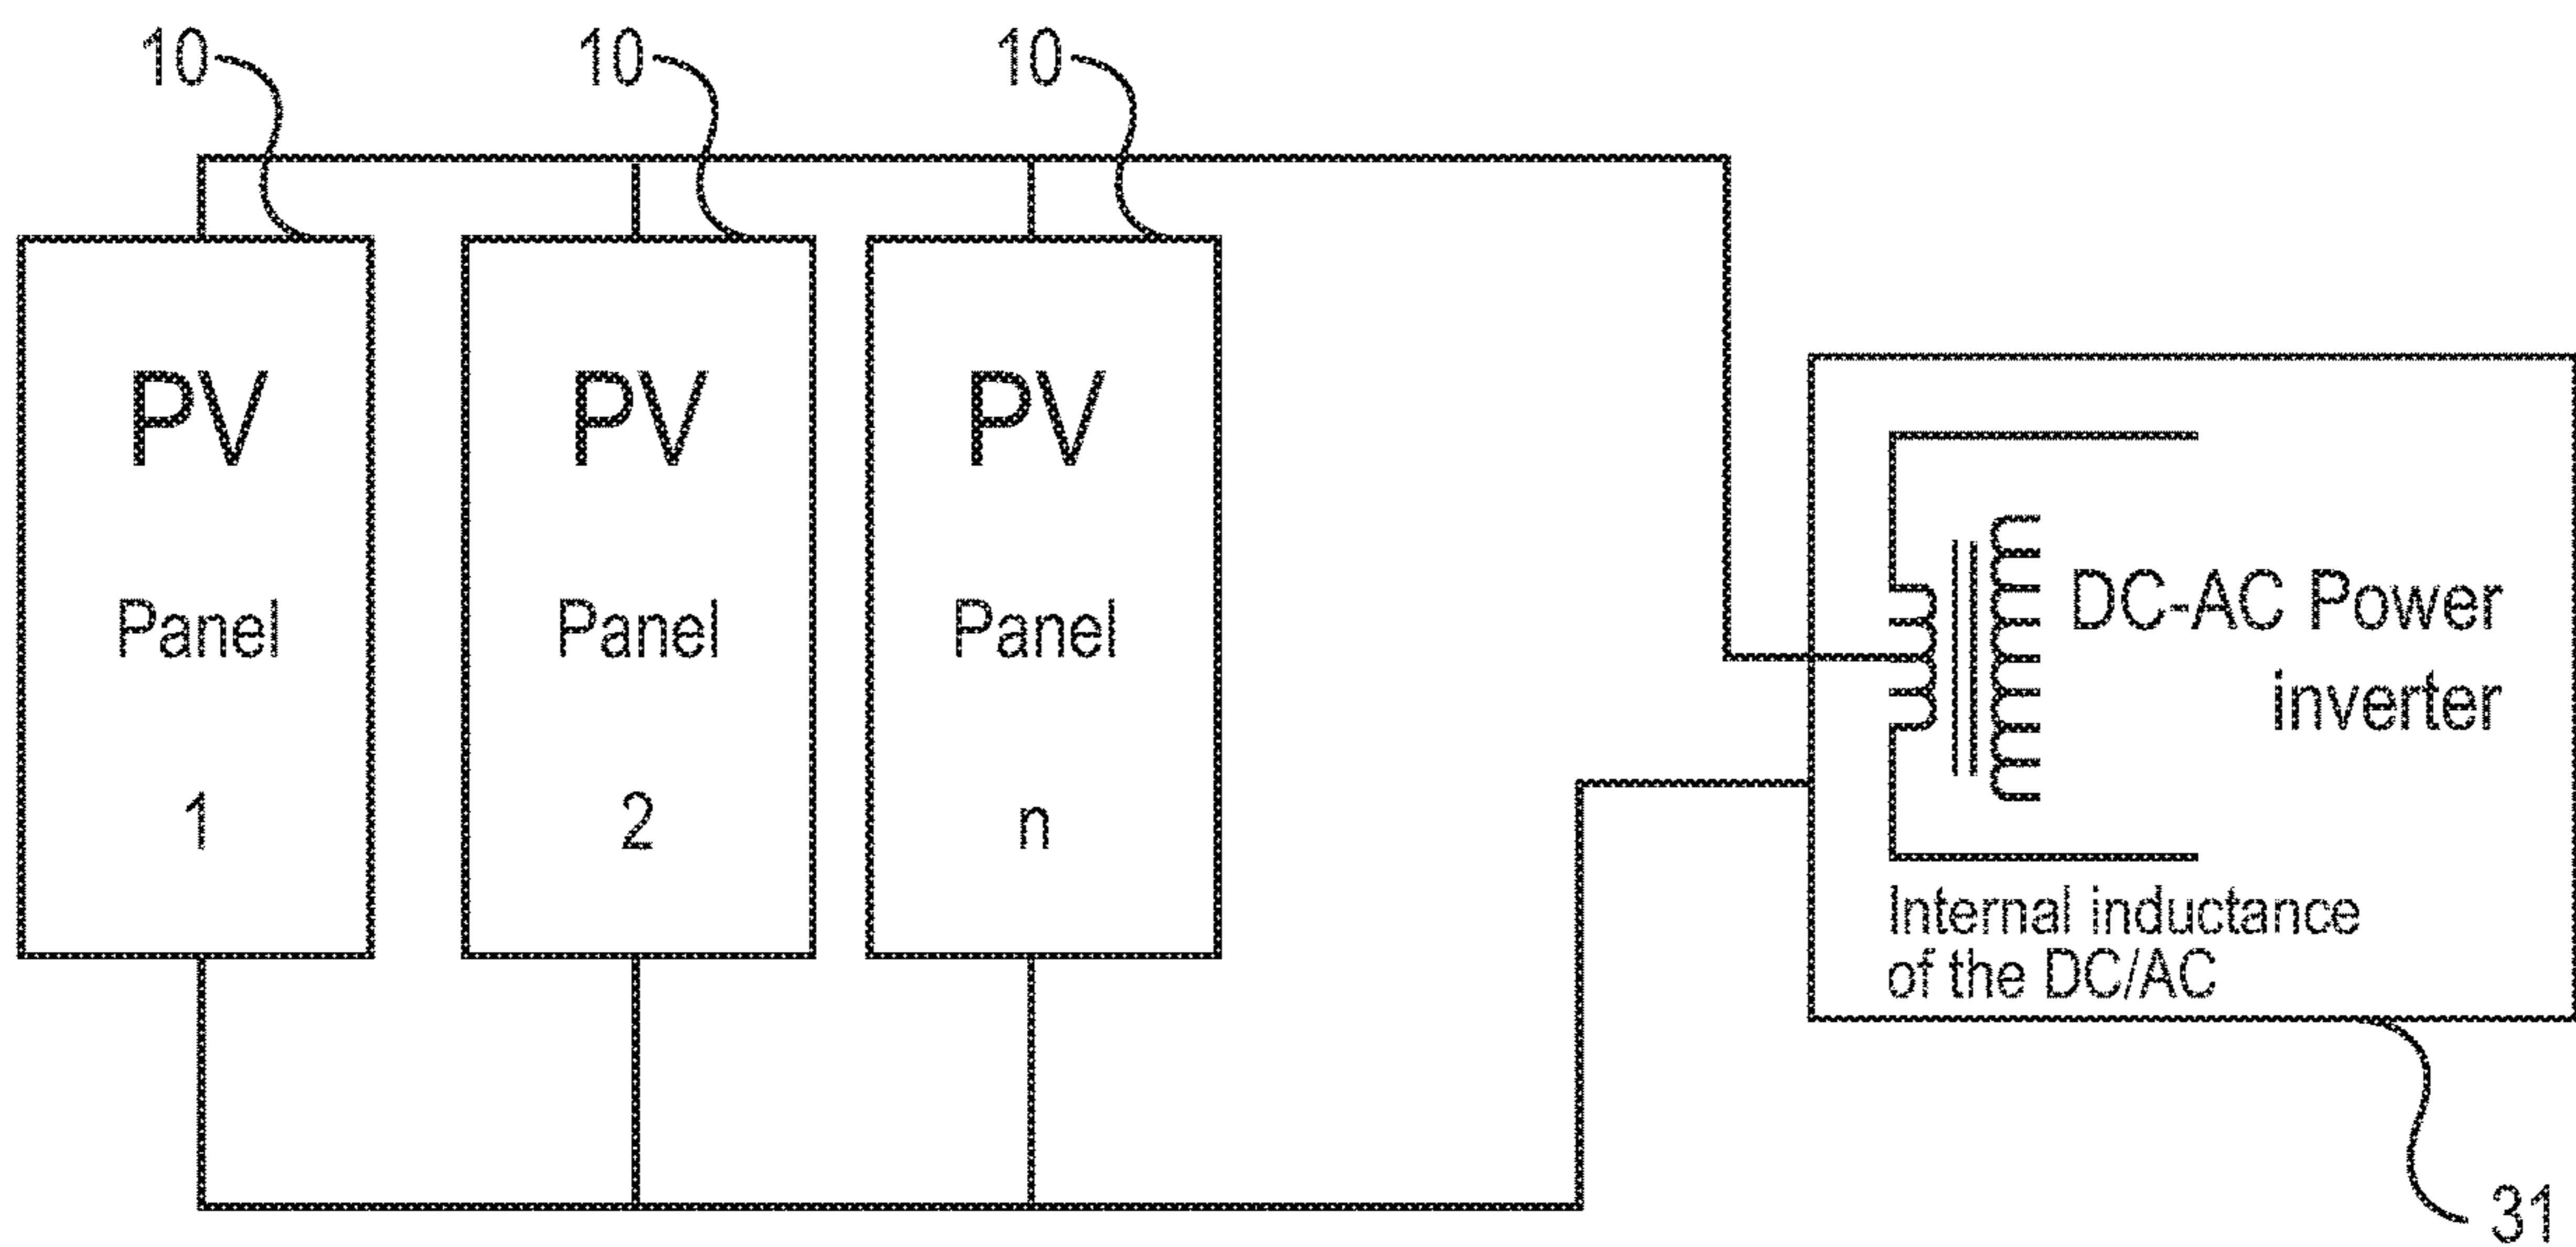 10
10
10
PV
Panel
1
PV
Panel
2
PV
Panel
n
DC-AC Power
inverter
Internal inductance
of the DC/AC
31